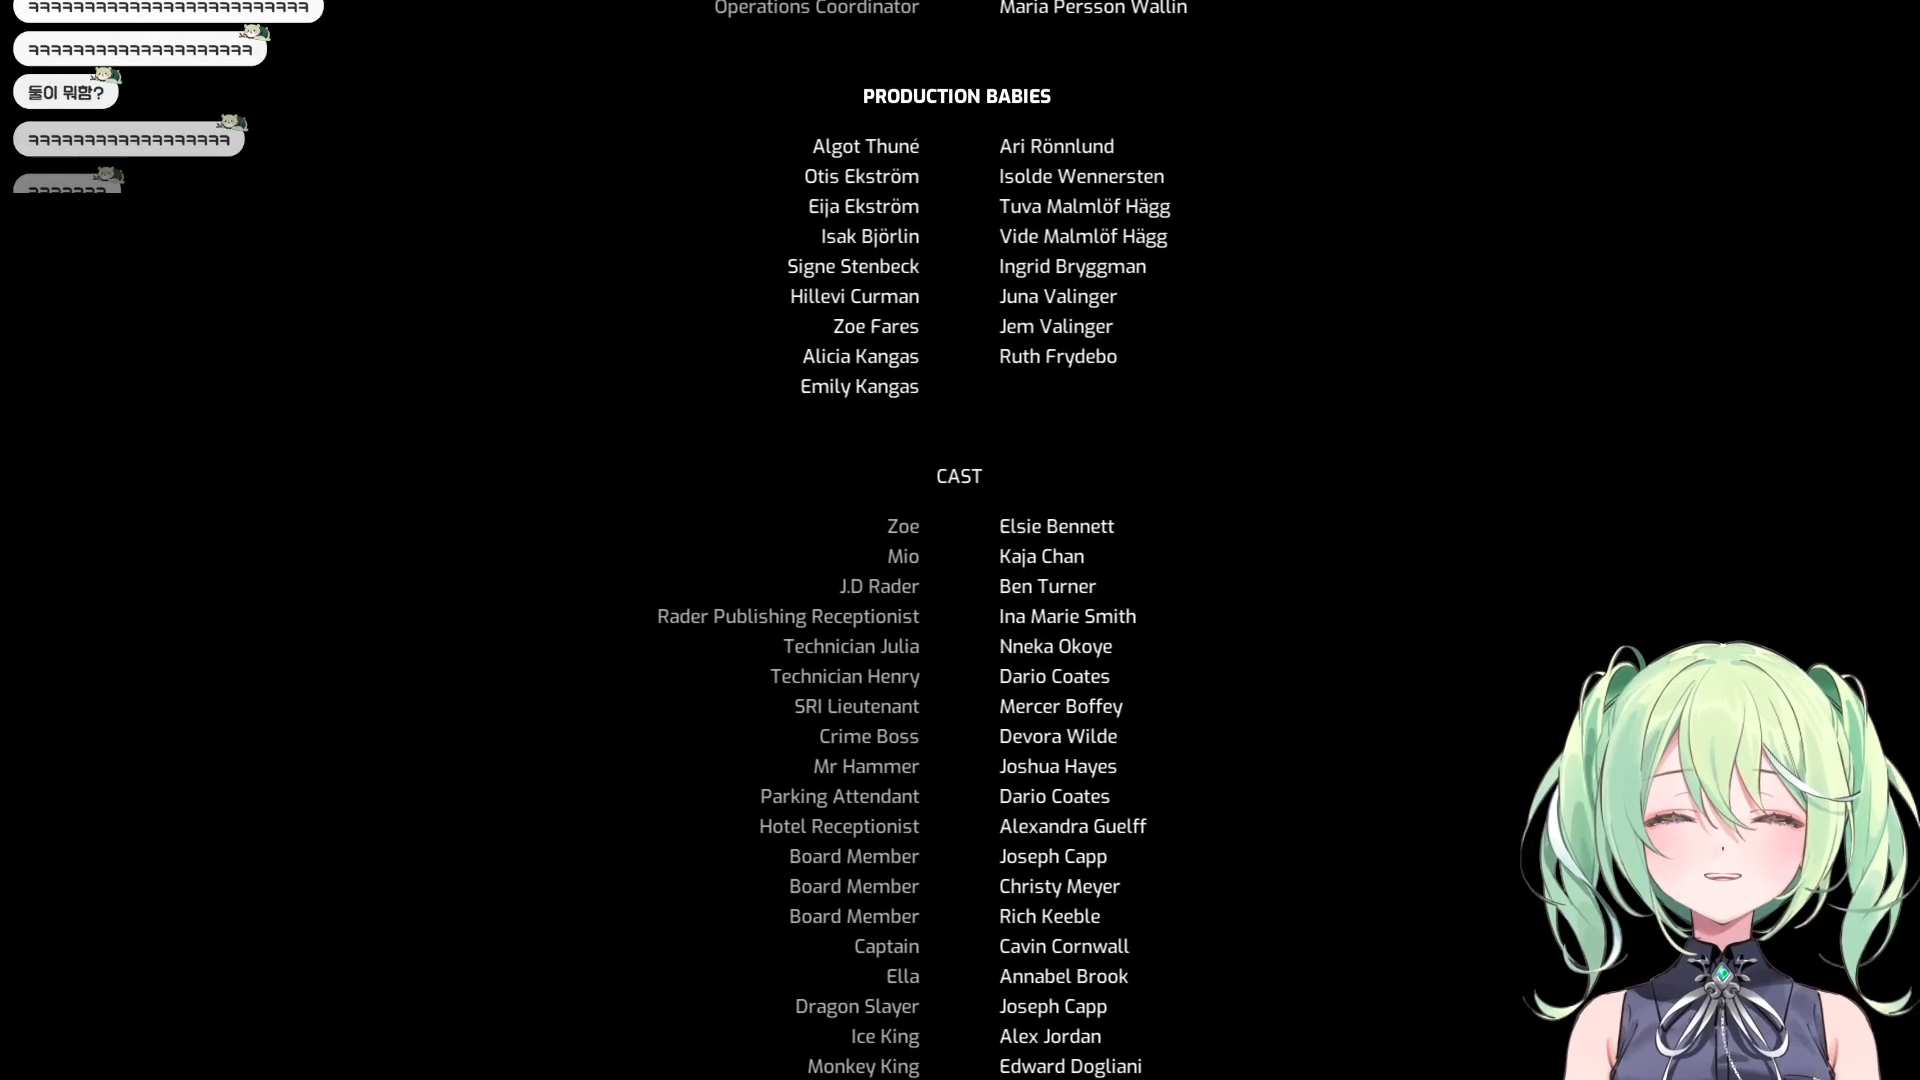 ㅋㅋㅋㅋㅋㅋㅋㅋㅋㅋㅋㅋㅋㅋㅋㅋㅋㅋㅋㅋㅋㅋㅋㅋㅋ
ㅋㅋㅋㅋㅋㅋㅋㅋㅋㅋㅋㅋㅋㅋㅋㅋㅋㅋㅋㅋ
둘이 뭐함?
ㅋㅋㅋㅋㅋㅋㅋㅋㅋㅋㅋㅋㅋㅋㅋㅋㅋㅋ
ㅋㅋㅋㅋㅋㅋㅋ
Operations Coordinator Maria Persson Wallin
PRODUCTION BABIES
Algot Thuné Ari Rönnlund
Otis Ekström Isolde Wennersten
Eija Ekström Tuva Malmlöf Hägg
Isak Björlin Vide Malmlöf Hägg
Signe Stenbeck Ingrid Bryggman
Hillevi Curman Juna Valinger
Zoe Fares Jem Valinger
Alicia Kangas Ruth Frydebo
Emily Kangas
CAST
Zoe Elsie Bennett
Mio Kaja Chan
J.D Rader Ben Turner
Rader Publishing Receptionist Ina Marie Smith
Technician Julia Nneka Okoye
Technician Henry Dario Coates
SRI Lieutenant Mercer Boffey
Crime Boss Devora Wilde
Mr Hammer Joshua Hayes
Parking Attendant Dario Coates
Hotel Receptionist Alexandra Guelff
Board Member Joseph Capp
Board Member Christy Meyer
Board Member Rich Keeble
Captain Cavin Cornwall
Ella Annabel Brook
Dragon Slayer Joseph Capp
Ice King Alex Jordan
Monkey King Edward Dogliani